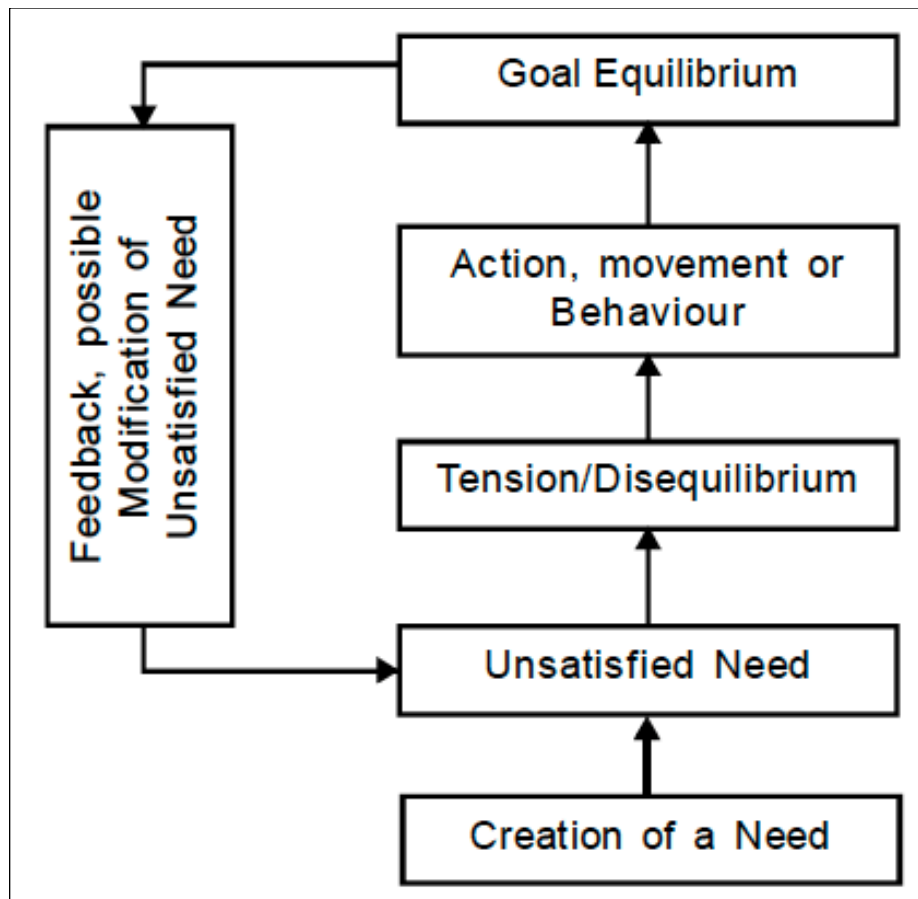 Goal Equilibrium
Feedback, possible
Modification of
Unsatisfied Need
Action, movement or
Behaviour
Tension/Disequilibrium
Unsatisfied Need
Creation of a Need